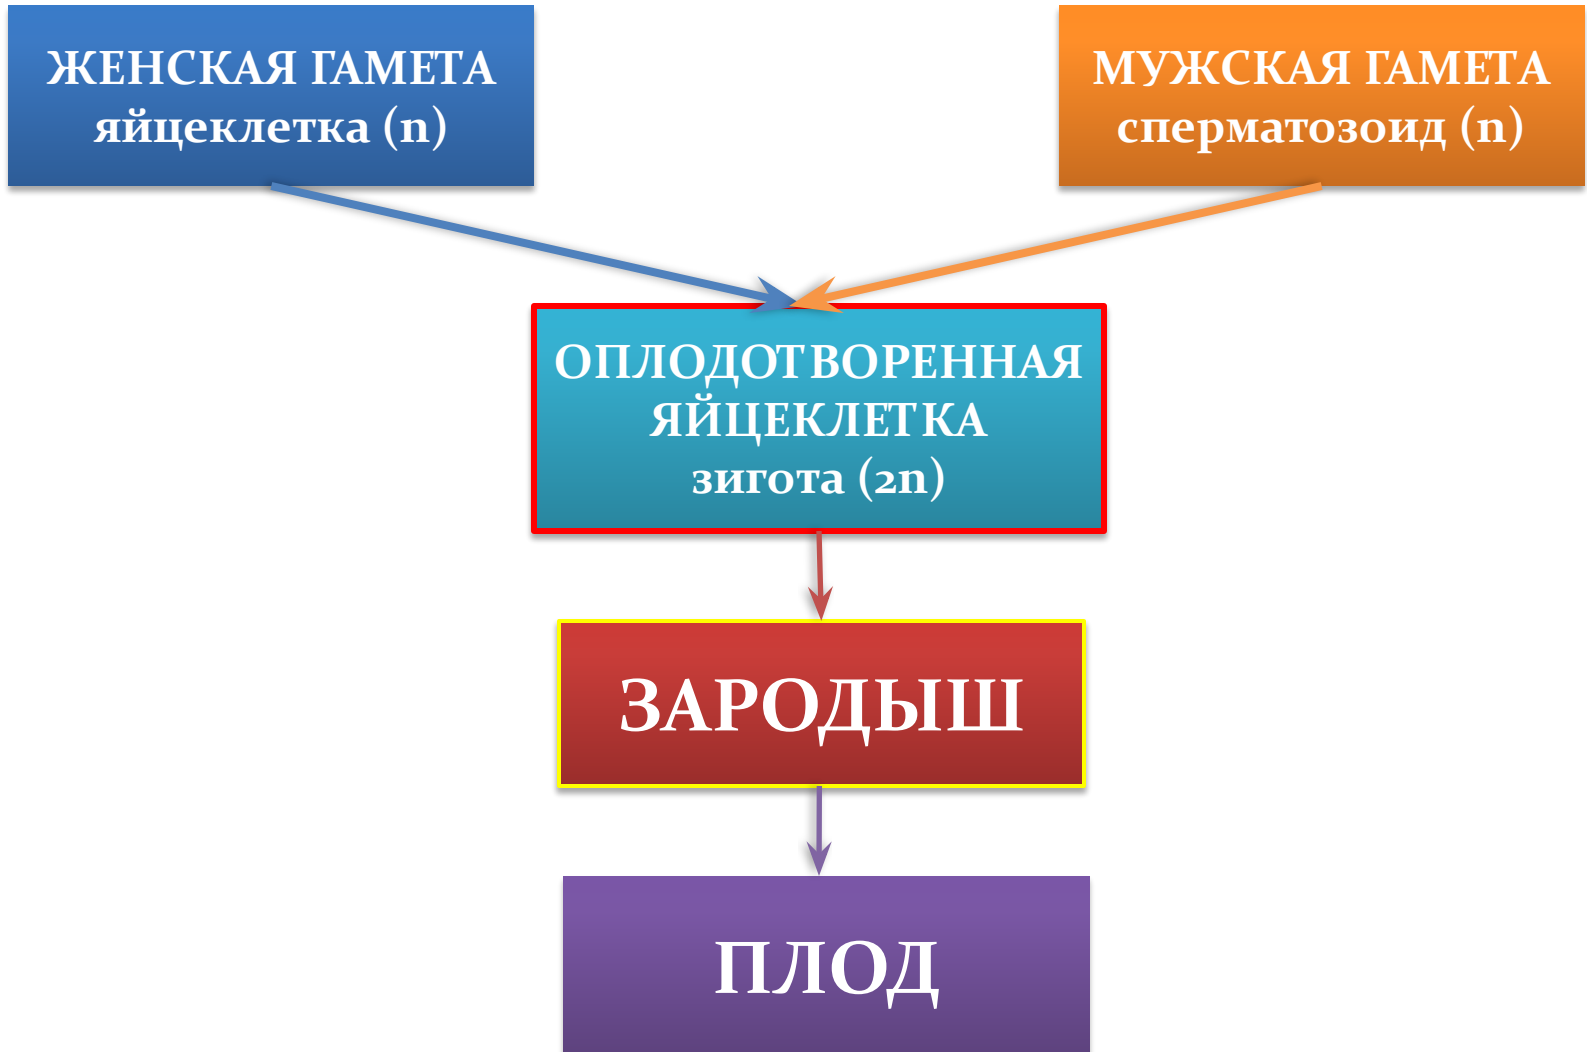 ЖЕНСКАЯ ГАМЕТА
яйцеклетка (n)
МУЖСКАЯ ГАМЕТА
сперматозоид (n)
ОПЛОДОТВОРЕННАЯ
ЯЙЦЕКЛЕТКА
зигота (2n)
ЗАРОДЫШ
ПЛОД